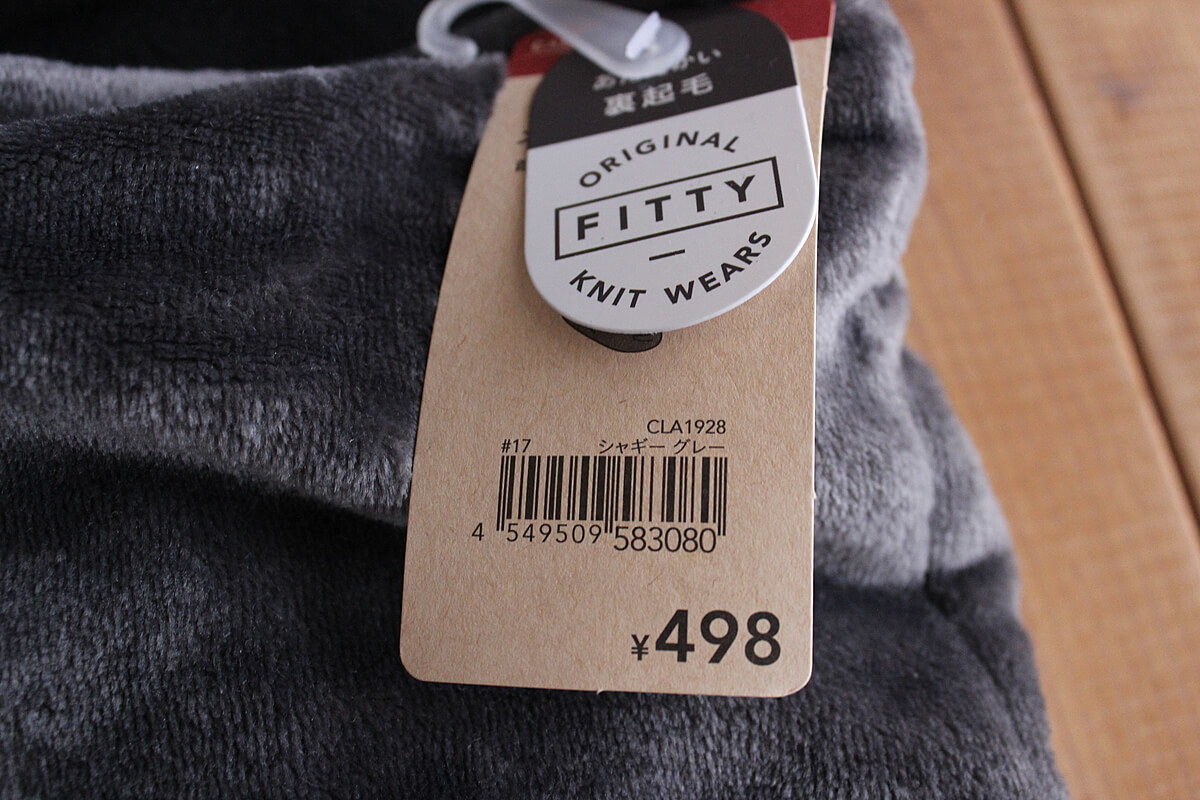 裏起毛
ORIGINAL
FITTY
KNIT WEARS
CLA1928
#17 シャギー グレー
4 549509 583080
¥498